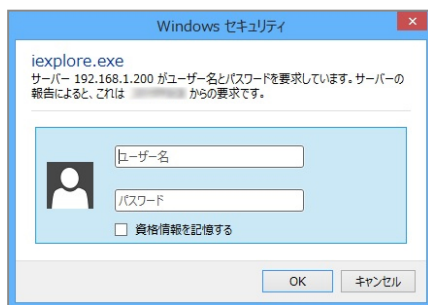 Windows セキュリティ
iexplore.exe
サーバー 192.168.1.200 がユーザー名とパスワードを要求しています。サーバーの
報告によると、これは からの要求です。
ユーザー名
パスワード
資格情報を記憶する
OK キャンセル